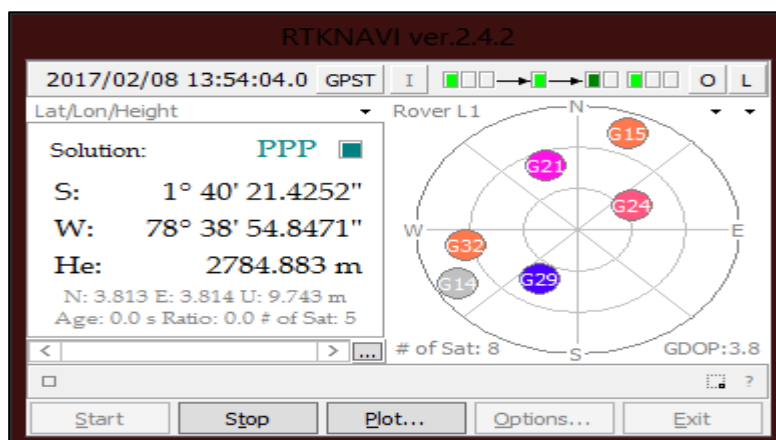 RTKNAVI ver.2.4.2
2017/02/08 13:54:04.0 GPST I O L
Lat/Lon/Height
Solution: PPP
S: 1° 40' 21.4252"
W: 78° 38' 54.8471"
He: 2784.883 m
N: 3.813 E: 3.814 U: 9.743 m
Age: 0.0 s Ratio: 0.0 # of Sat: 5
< > ...
Rover L1
N
G15
G21
G24
W E
G32
G14
G29
S
# of Sat: 8 GDOP:3.8
?
Start Stop Plot... Options... Exit